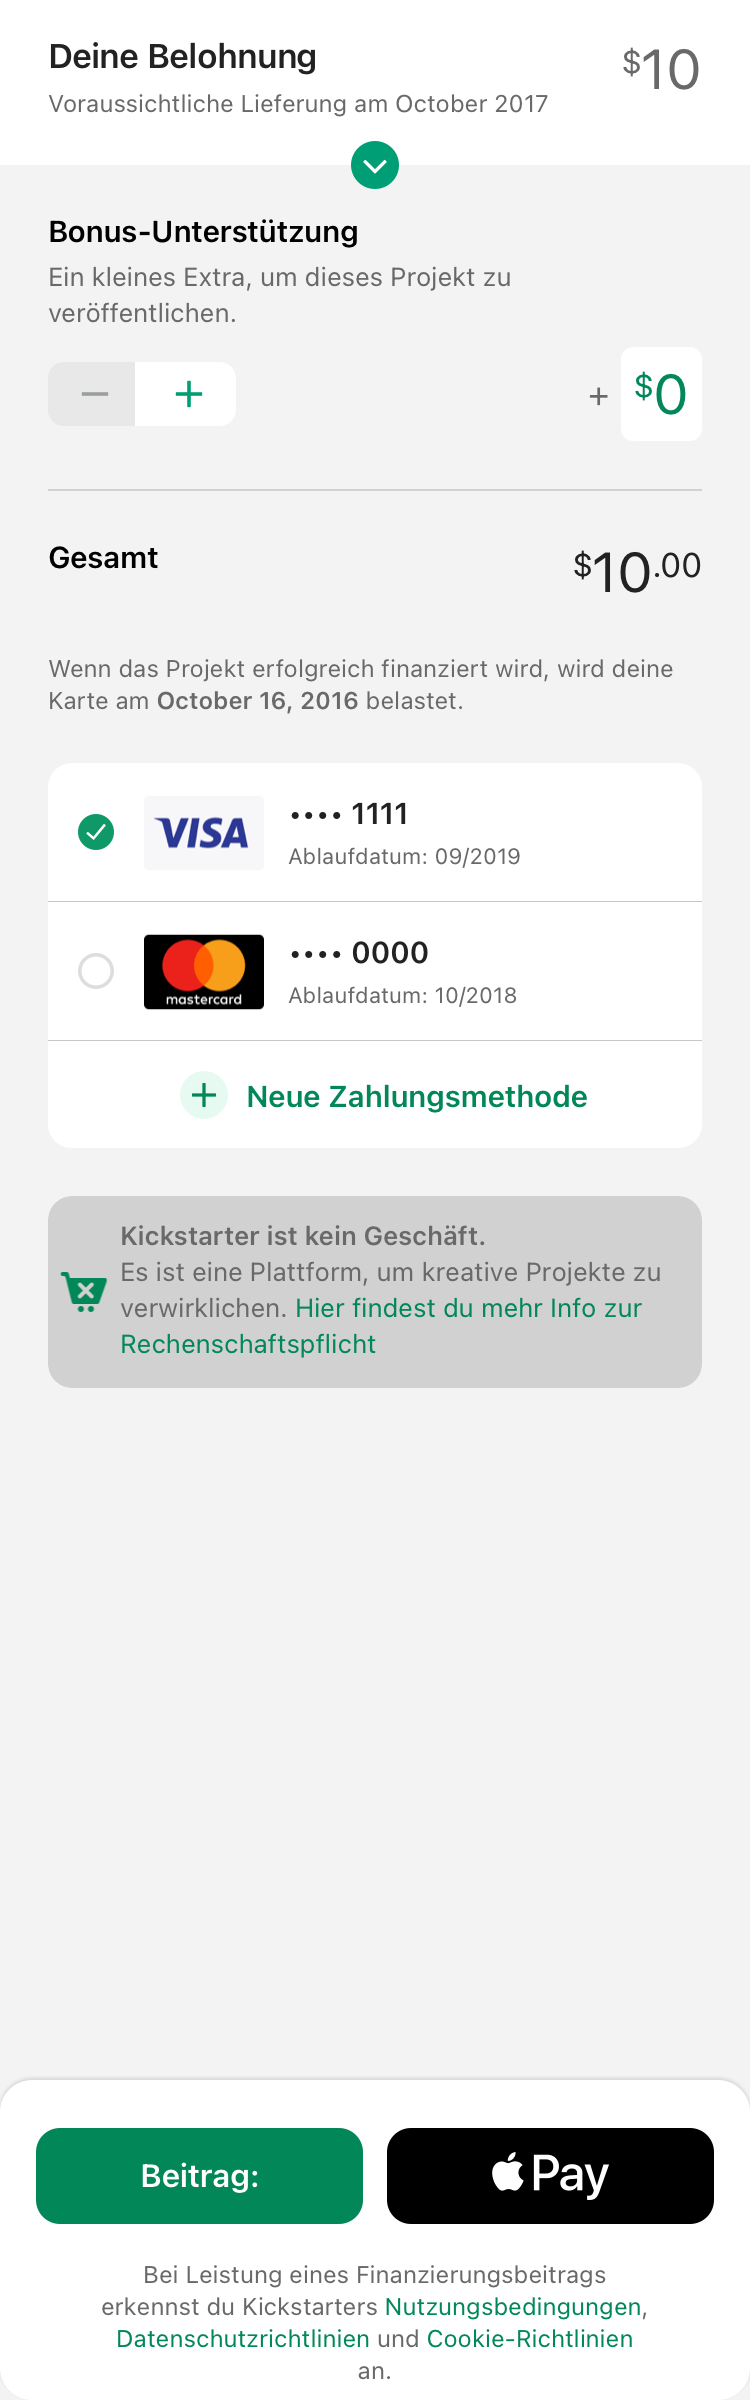 Deine Belohnung
$10
Voraussichtliche Lieferung am October 2017
Bonus-Unterstützung
Ein kleines Extra, um dieses Projekt zu
veröffentlichen.
+ $0
Gesamt
$10.00
Wenn das Projekt erfolgreich finanziert wird, wird deine
Karte am October 16, 2016 belastet.
VISA
•••• 1111
Ablaufdatum: 09/2019
mastercard
•••• 0000
Ablaufdatum: 10/2018
Neue Zahlungsmethode
Kickstarter ist kein Geschäft.
Es ist eine Plattform, um kreative Projekte zu
verwirklichen. Hier findest du mehr Info zur
Rechenschaftspflicht
Beitrag:
Pay
Bei Leistung eines Finanzierungsbeitrags
erkennst du Kickstarters Nutzungsbedingungen,
Datenschutzrichtlinien und Cookie-Richtlinien
an.